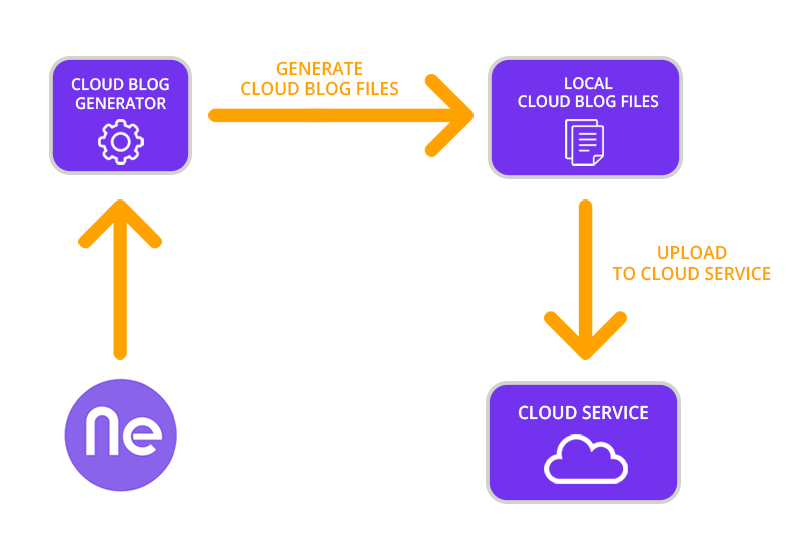 CLOUD BLOG
GENERATOR
GENERATE
CLOUD BLOG FILES
LOCAL
CLOUD BLOG FILES
UPLOAD
TO CLOUD SERVICE
Ne
CLOUD SERVICE